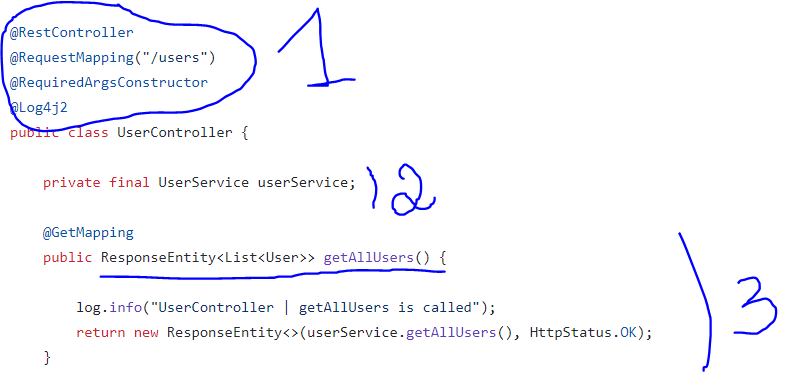 @RestController
@RequestMapping("/users")
@RequiredArgsConstructor
@Log4j2
1
public class UserController {
private final UserService userService;
2
@GetMapping
public ResponseEntity<List<User>> getAllUsers() {
log.info("UserController | getAllUsers is called");
return new ResponseEntity<>(userService.getAllUsers(), HttpStatus.OK);
}
3